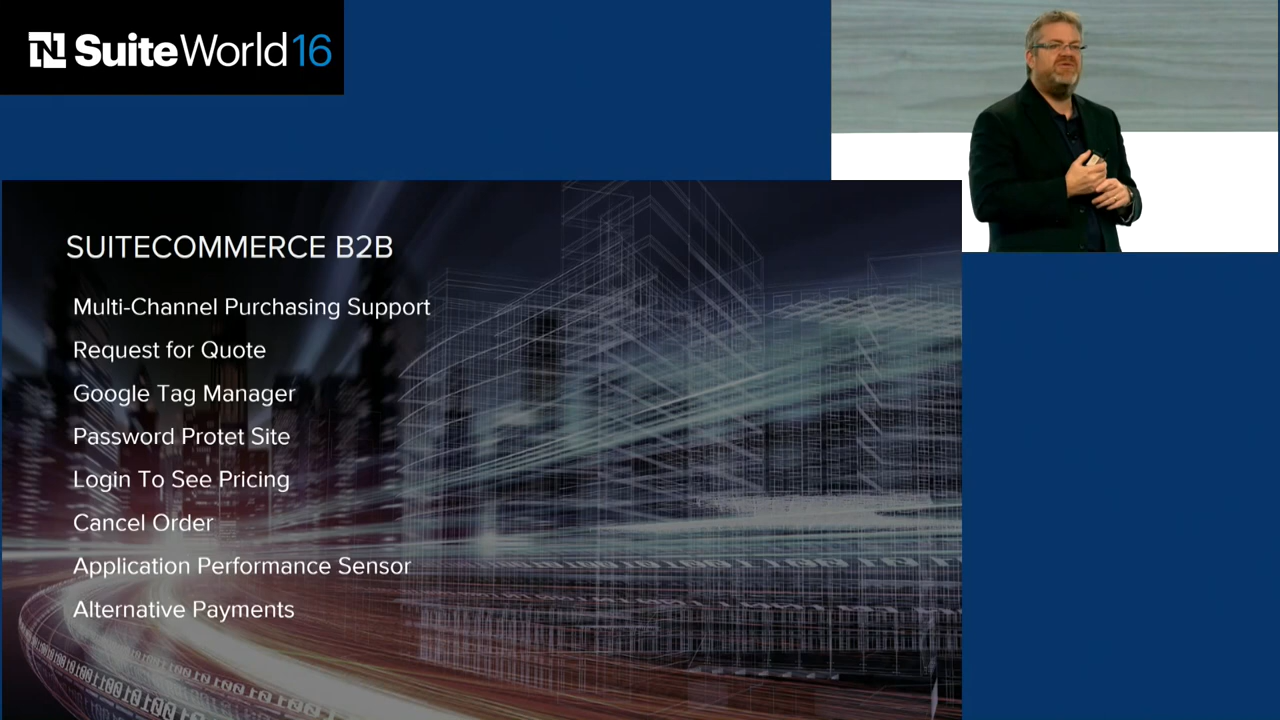 SuiteWorld16
SUITECOMMERCE B2B
Multi-Channel Purchasing Support
Request for Quote
Google Tag Manager
Password Protet Site
Login To See Pricing
Cancel Order
Application Performance Sensor
Alternative Payments